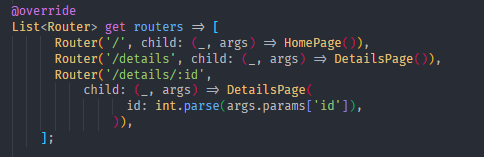 @override
List<Router> get routers => [
Router('/', child: (_, args) => HomePage()),
Router('/details', child: (_, args) => DetailsPage()),
Router('/details/:id',
child: (_, args) => DetailsPage(
id: int.parse(args.params['id']),
)),
];